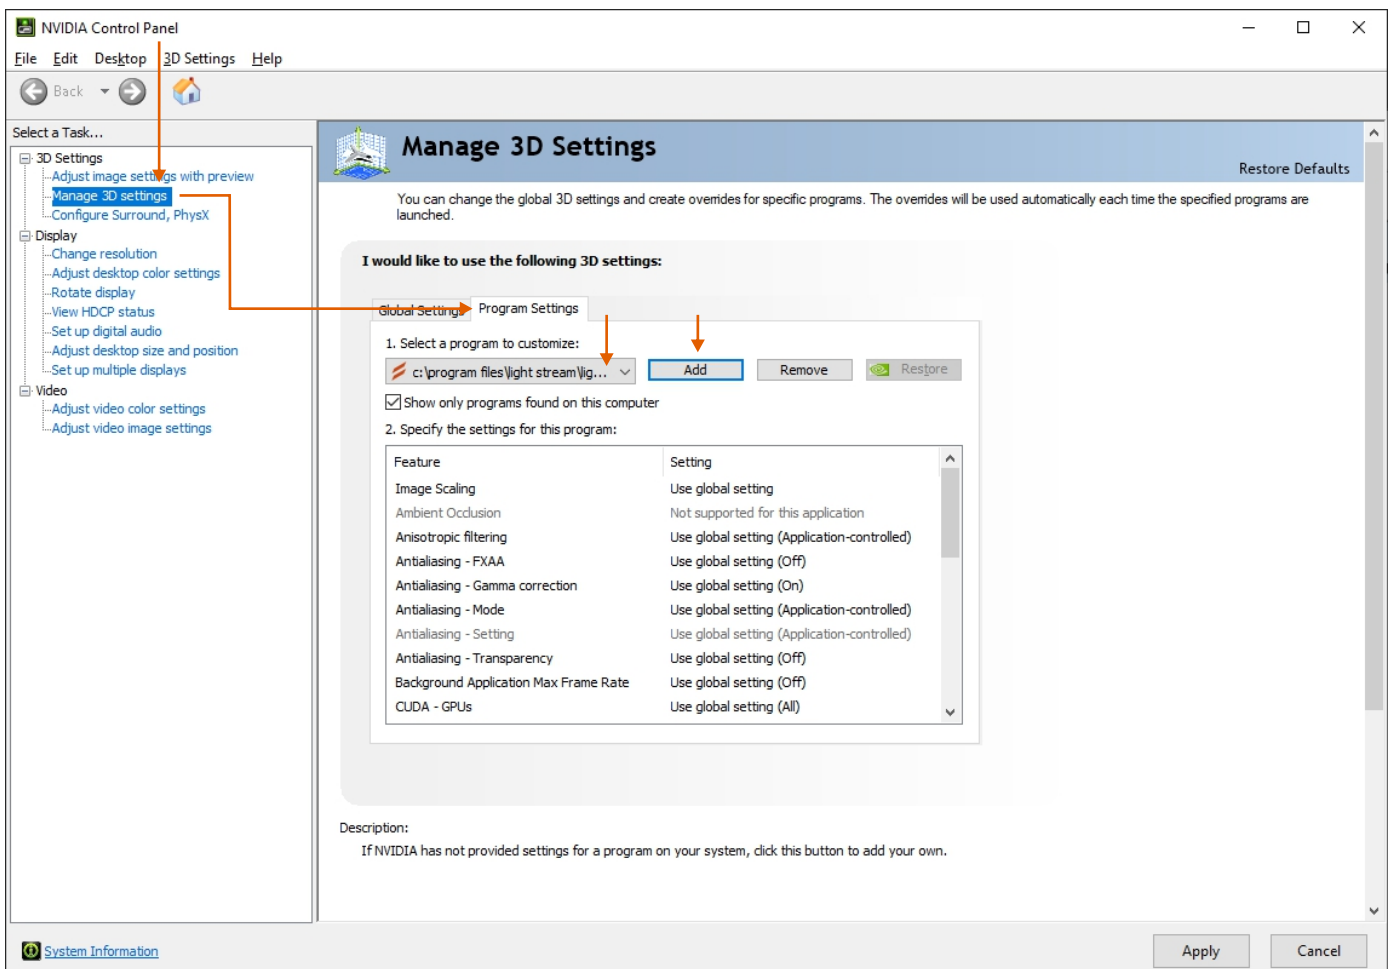 NVIDIA Control Panel
File Edit Desktop 3D Settings Help
Back
Select a Task...
3D Settings
Adjust image settings with preview
Manage 3D settings
Configure Surround, PhysX
Display
Change resolution
Adjust desktop color settings
Rotate display
View HDCP status
Set up digital audio
Adjust desktop size and position
Set up multiple displays
Video
Adjust video color settings
Adjust video image settings
System Information
Manage 3D Settings
Restore Defaults
You can change the global 3D settings and create overrides for specific programs. The overrides will be used automatically each time the specified programs are
launched.
I would like to use the following 3D settings:
Global Settings Program Settings
1. Select a program to customize:
c:\program files\light stream\lig... Add Remove Restore
Show only programs found on this computer
2. Specify the settings for this program:
Feature Setting
Image Scaling Use global setting
Ambient Occlusion Not supported for this application
Anisotropic filtering Use global setting (Application-controlled)
Antialiasing - FXAA Use global setting (Off)
Antialiasing - Gamma correction Use global setting (On)
Antialiasing - Mode Use global setting (Application-controlled)
Antialiasing - Setting Use global setting (Application-controlled)
Antialiasing - Transparency Use global setting (Off)
Background Application Max Frame Rate Use global setting (Off)
CUDA - GPUs Use global setting (All)
Description:
If NVIDIA has not provided settings for a program on your system, click this button to add your own.
Apply Cancel